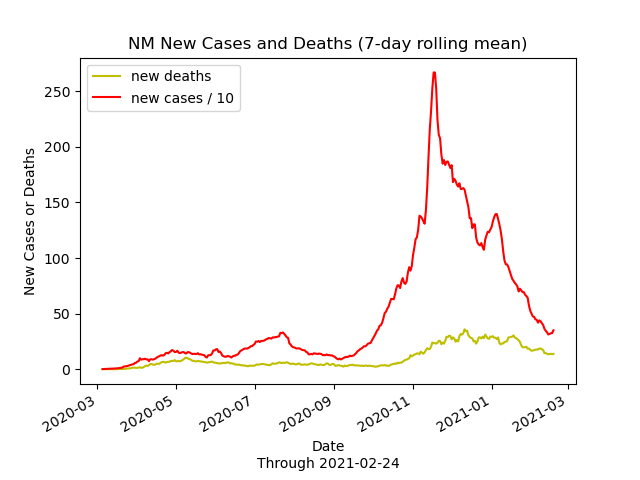 NM New Cases and Deaths (7-day rolling mean)
new deaths
new cases / 10
New Cases or Deaths
250
200
150
100
50
0
2020-03
2020-05
2020-07
2020-09
2020-11
2021-01
2021-03
Date
Through 2021-02-24